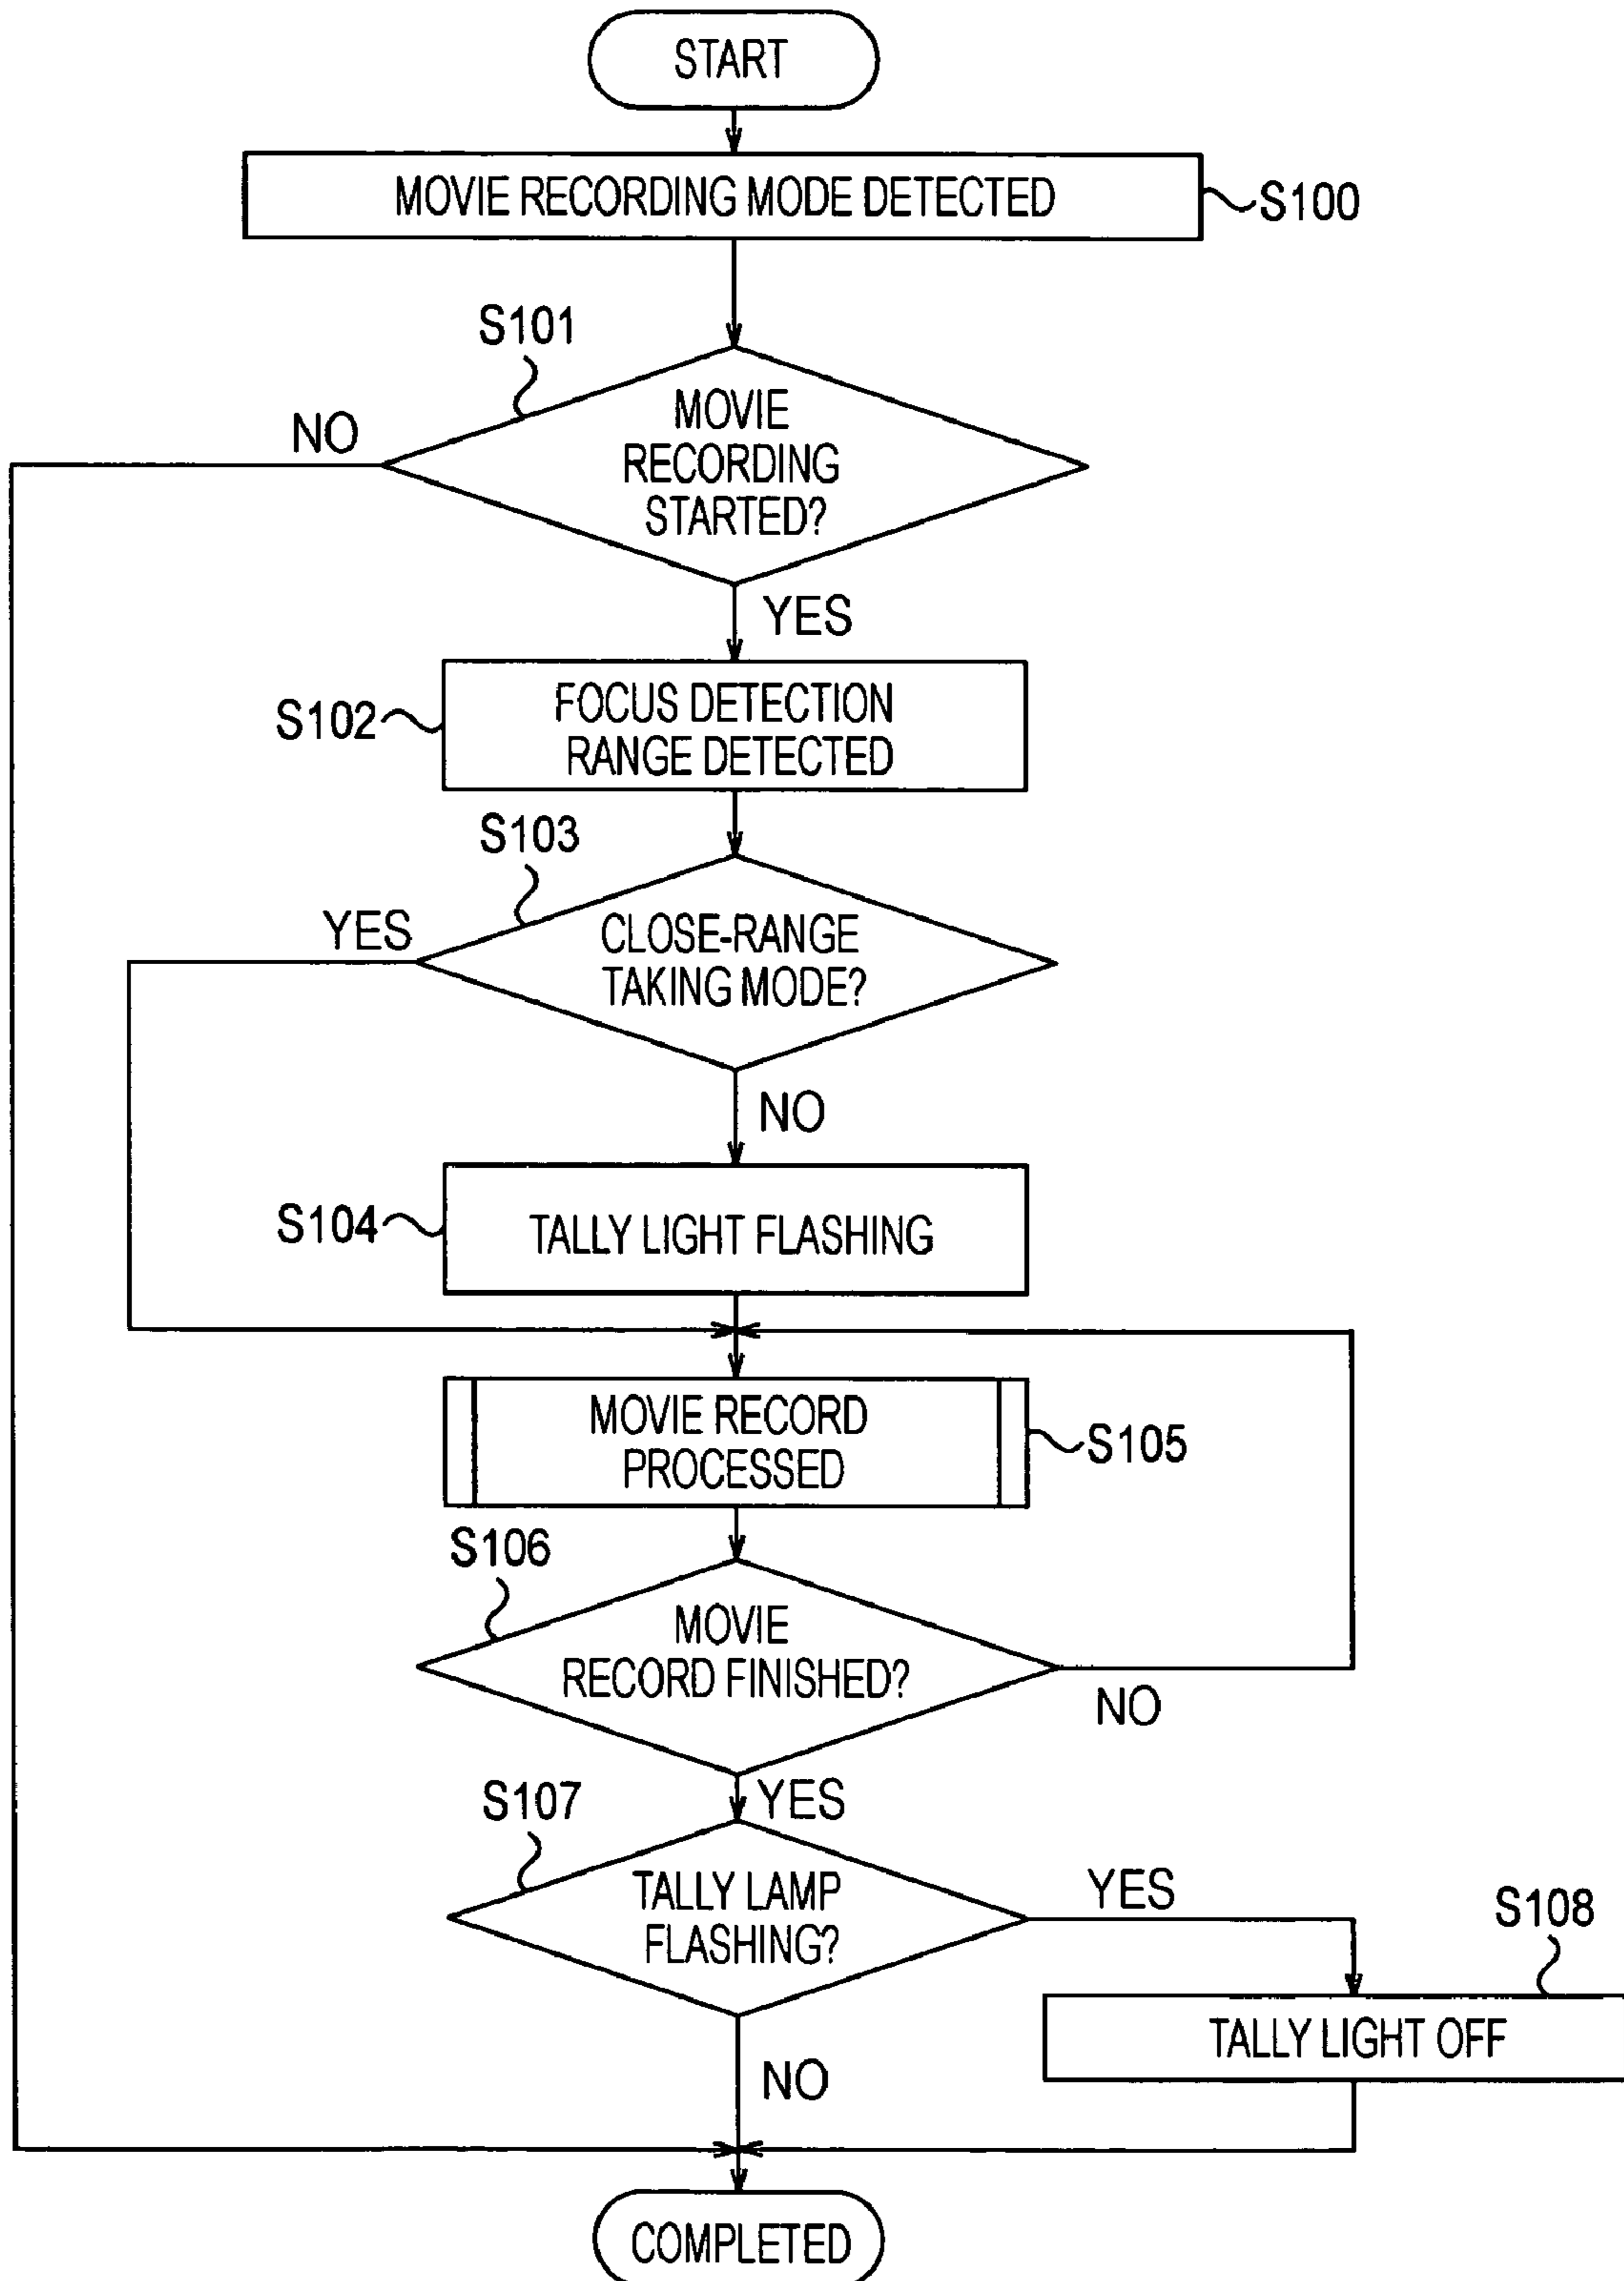 START
MOVIE RECORDING MODE DETECTED
S100
S101
NO
MOVIE
RECORDING
STARTED?
YES
S102
FOCUS DETECTION
RANGE DETECTED
S103
YES
CLOSE-RANGE
TAKING MODE?
NO
S104
TALLY LIGHT FLASHING
MOVIE RECORD
PROCESSED
S105
S106
MOVIE
RECORD FINISHED?
NO
YES
S107
TALLY LAMP
FLASHING?
YES
S108
TALLY LIGHT OFF
NO
COMPLETED